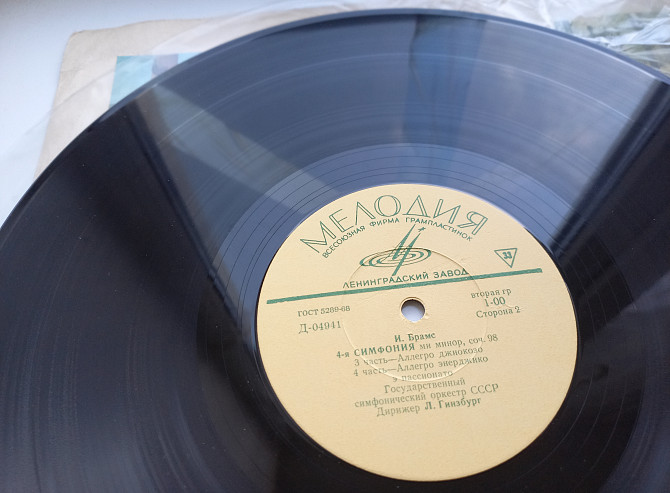 МЕЛОДИЯ
ВСЕСОЮЗНАЯ ФИРМА ГРАМПЛАСТИНОК
33
ЛЕНИНГРАДСКИЙ ЗАВОД
ГОСТ 5289-68
вторая гр
1-00
Д-04941
Сторона 2
И. Брамс
4-я СИМФОНИЯ ми минор, соч. 98
3 часть—Аллегро джокозо
4 часть—Аллегро энерджико
э пассионато
Государственный
симфонический оркестр СССР
Дирижер Л. Гинзбург